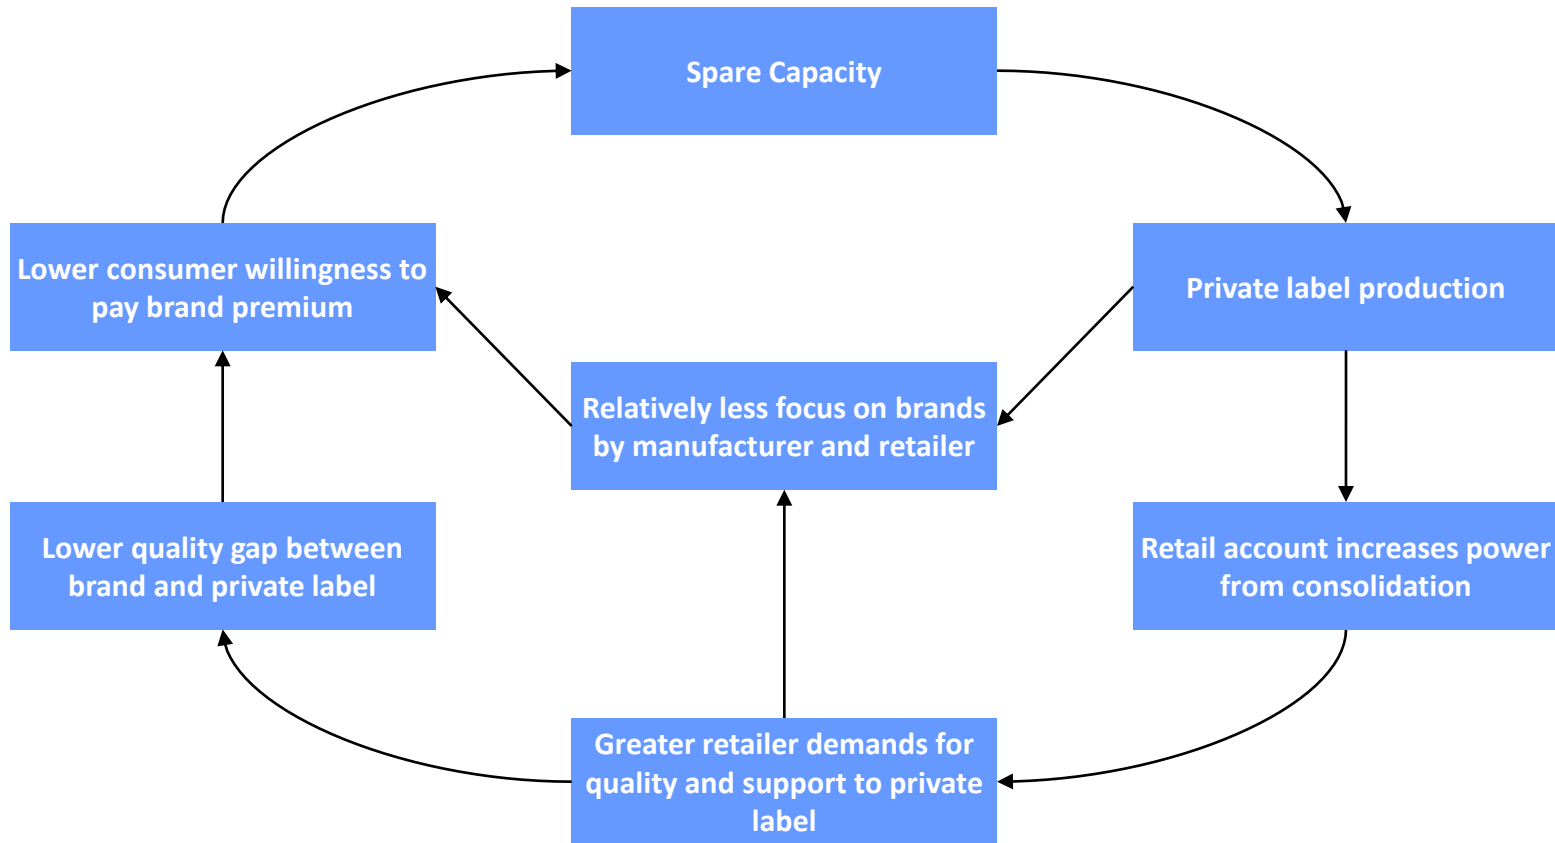 Spare Capacity
Lower consumer willingness to
pay brand premium
Private label production
Relatively less focus on brands
by manufacturer and retailer
Lower quality gap between
brand and private label
Retail account increases power
from consolidation
Greater retailer demands for
quality and support to private
label